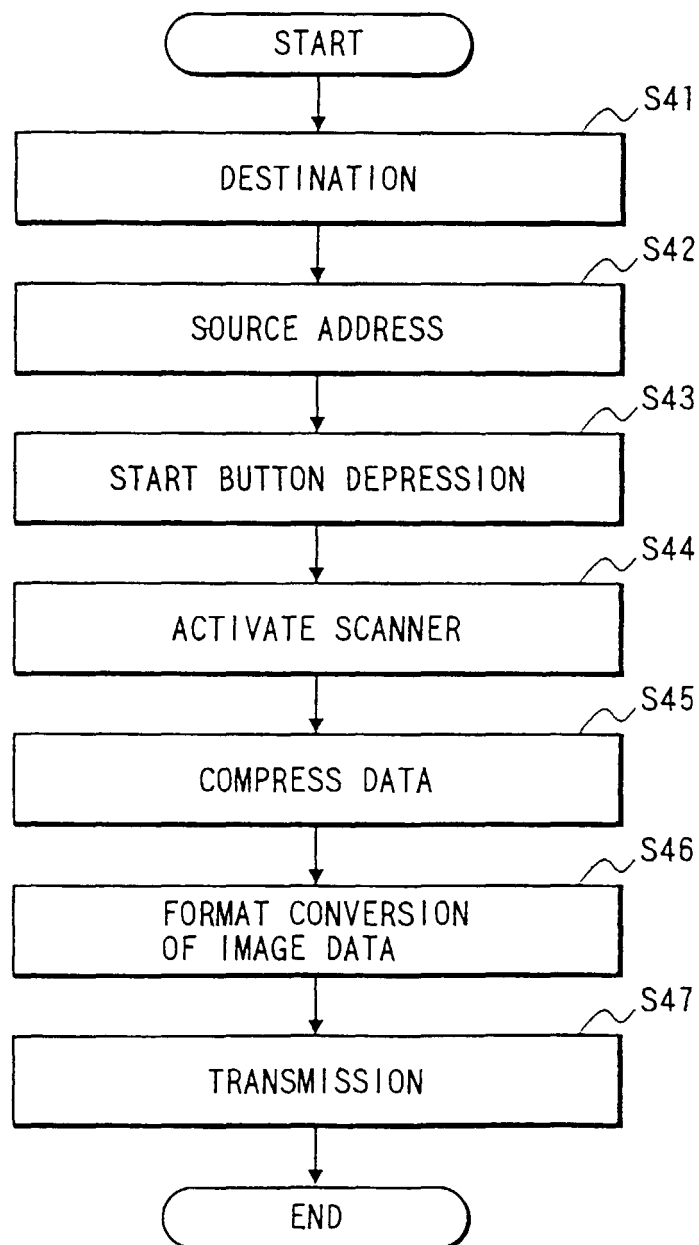 START
S41
DESTINATION
S42
SOURCE ADDRESS
S43
START BUTTON DEPRESSION
S44
ACTIVATE SCANNER
S45
COMPRESS DATA
S46
FORMAT CONVERSION
OF IMAGE DATA
S47
TRANSMISSION
END